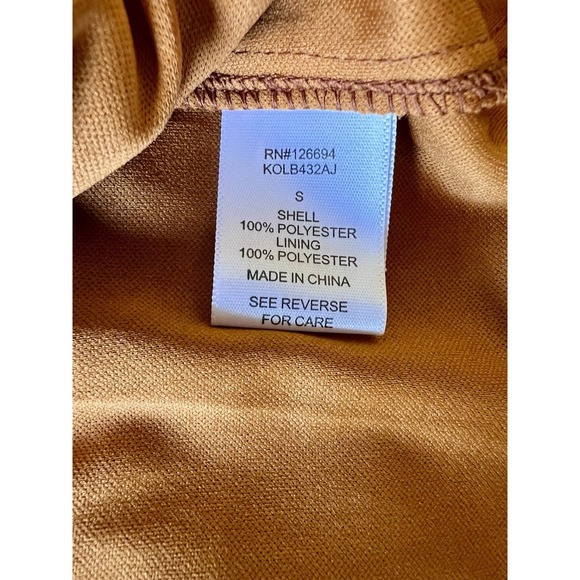 RN#126694
KOLB432AJ
S
SHELL
100% POLYESTER
LINING
100% POLYESTER
MADE IN CHINA
SEE REVERSE
FOR CARE